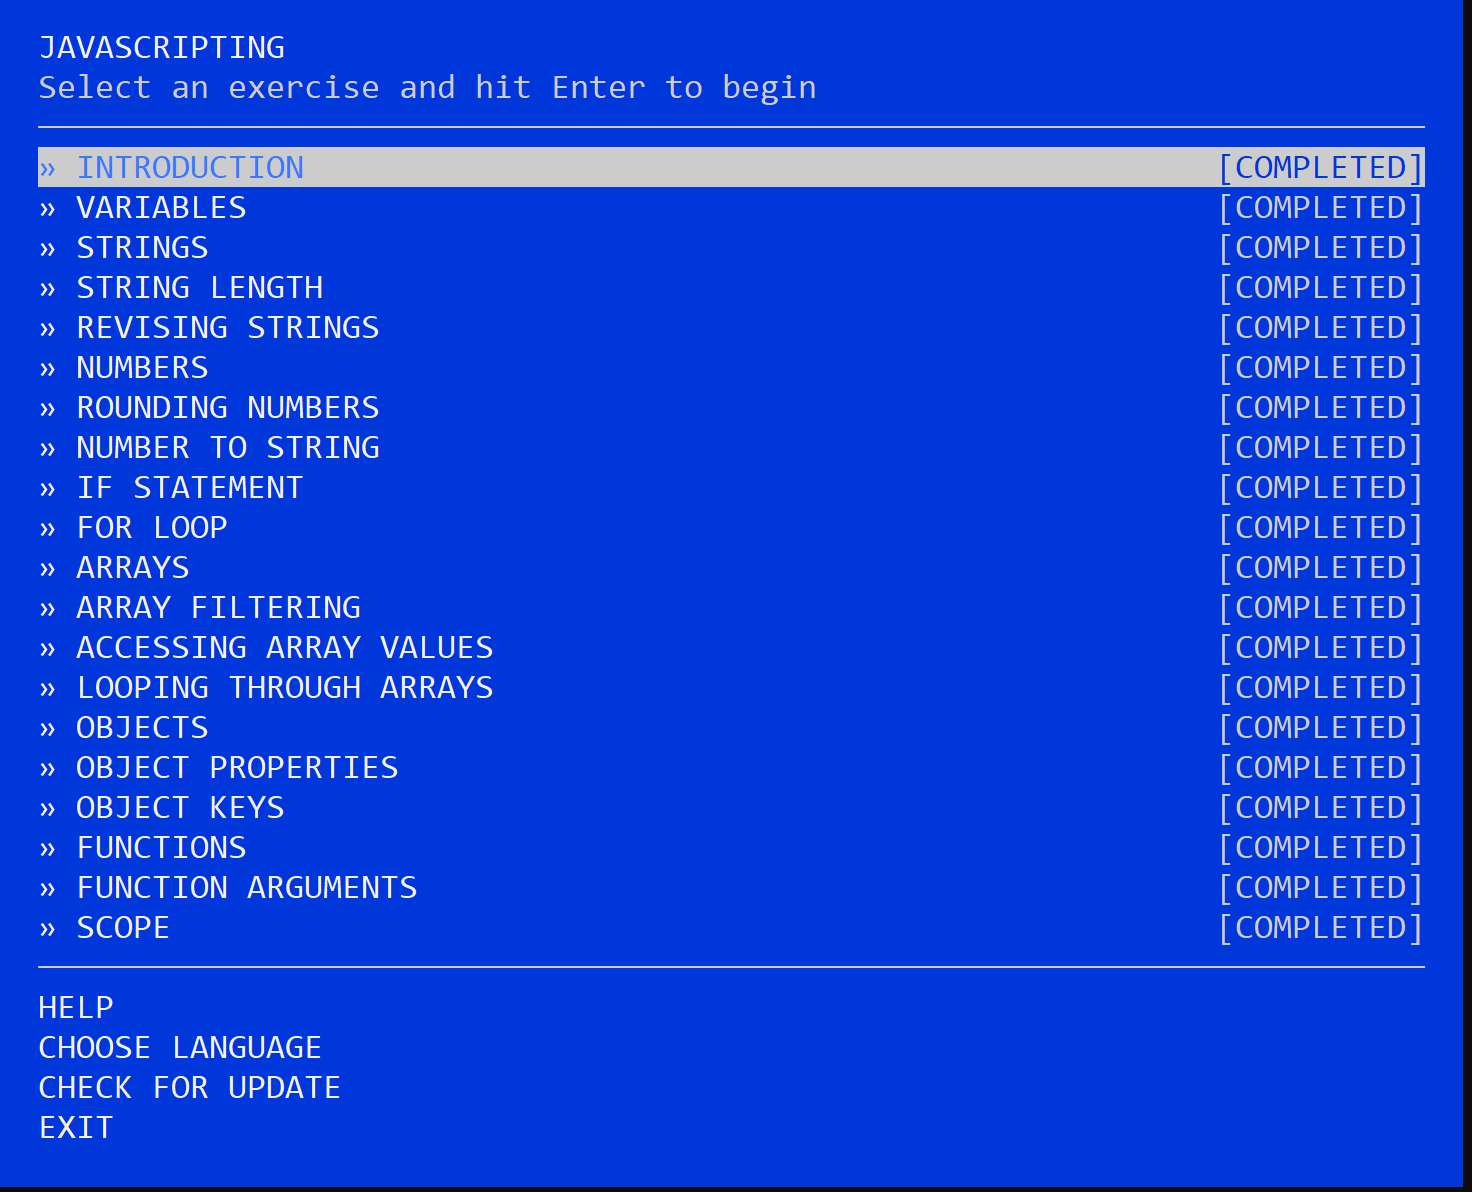 JAVASCRIPTING
Select an exercise and hit Enter to begin
» INTRODUCTION [COMPLETED]
» VARIABLES [COMPLETED]
» STRINGS [COMPLETED]
» STRING LENGTH [COMPLETED]
» REVISING STRINGS [COMPLETED]
» NUMBERS [COMPLETED]
» ROUNDING NUMBERS [COMPLETED]
» NUMBER TO STRING [COMPLETED]
» IF STATEMENT [COMPLETED]
» FOR LOOP [COMPLETED]
» ARRAYS [COMPLETED]
» ARRAY FILTERING [COMPLETED]
» ACCESSING ARRAY VALUES [COMPLETED]
» LOOPING THROUGH ARRAYS [COMPLETED]
» OBJECTS [COMPLETED]
» OBJECT PROPERTIES [COMPLETED]
» OBJECT KEYS [COMPLETED]
» FUNCTIONS [COMPLETED]
» FUNCTION ARGUMENTS [COMPLETED]
» SCOPE [COMPLETED]
HELP
CHOOSE LANGUAGE
CHECK FOR UPDATE
EXIT